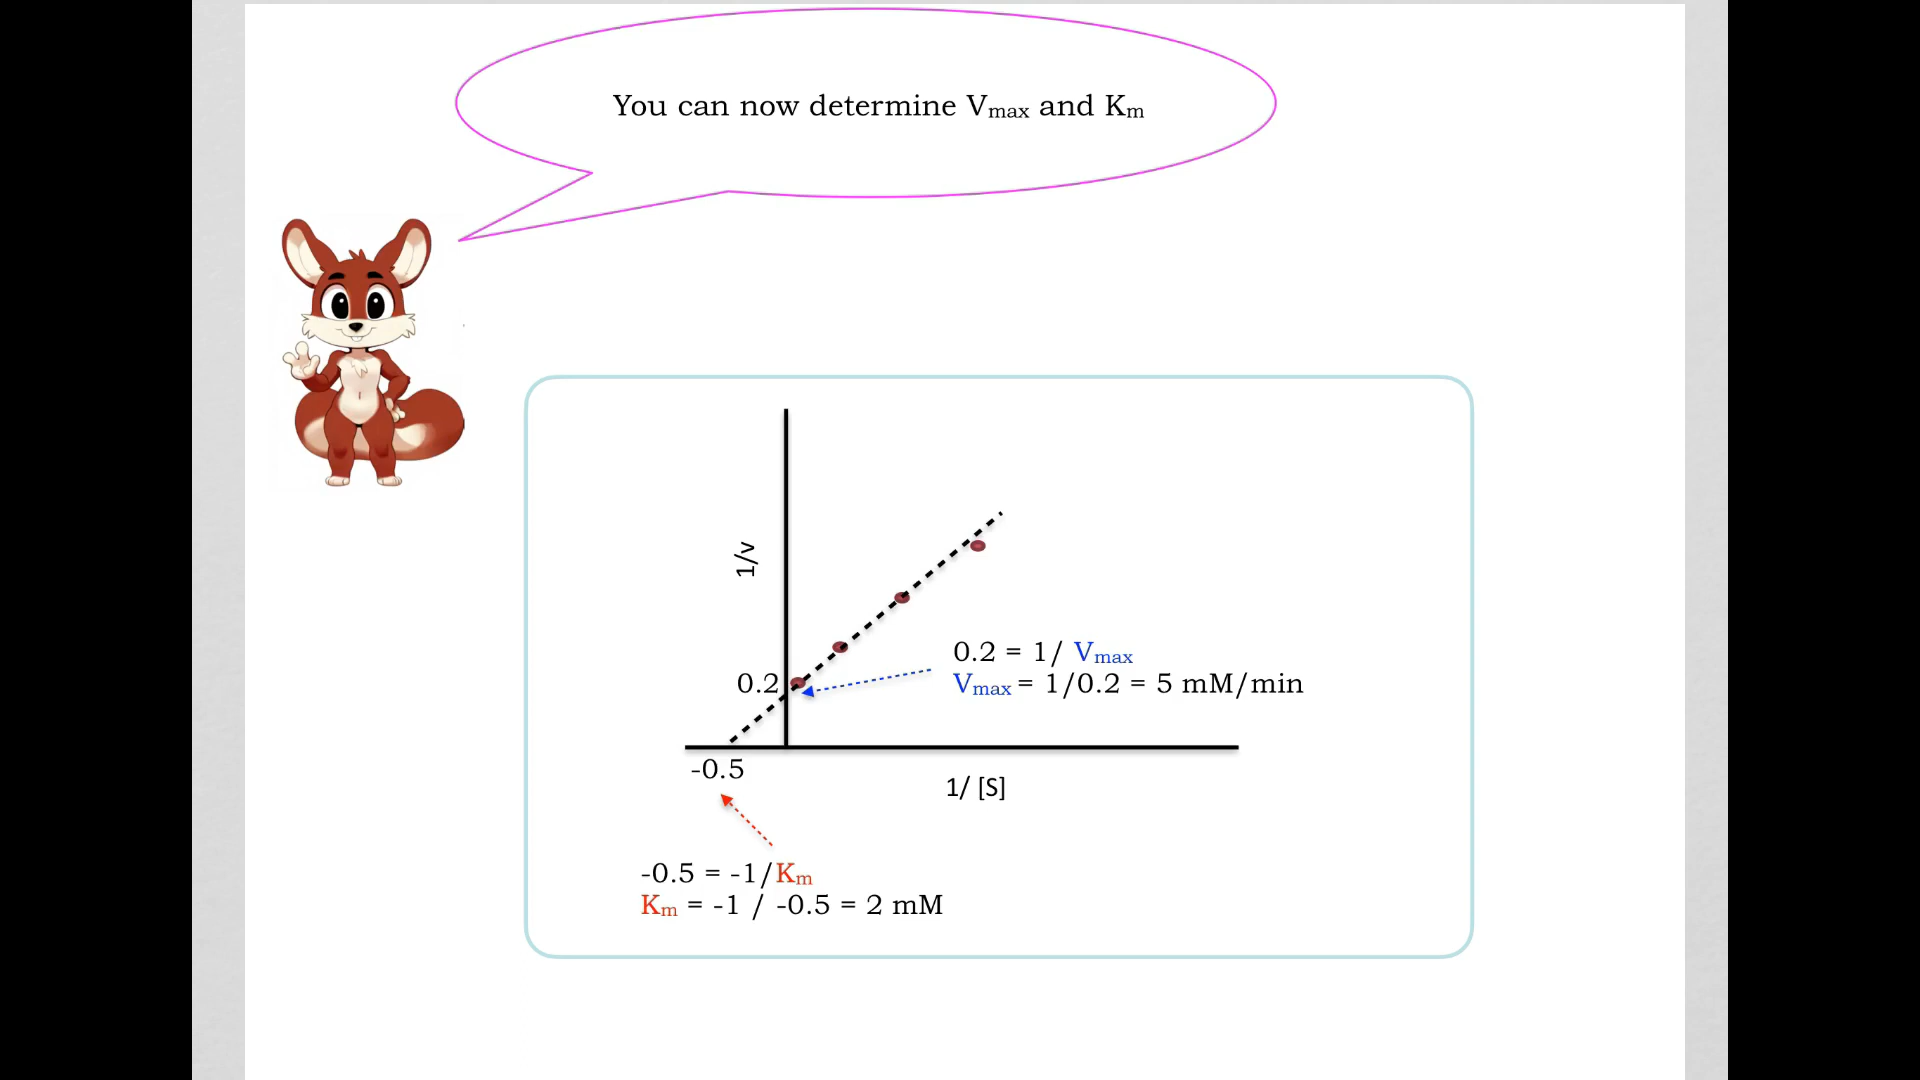 You can now determine Vmax and Km
1/v
0.2 = 1/ Vmax
0.2
Vmax = 1/0.2 = 5 mM/min
-0.5
1/ [S]
-0.5 = -1/Km
Km = -1 / -0.5 = 2 mM